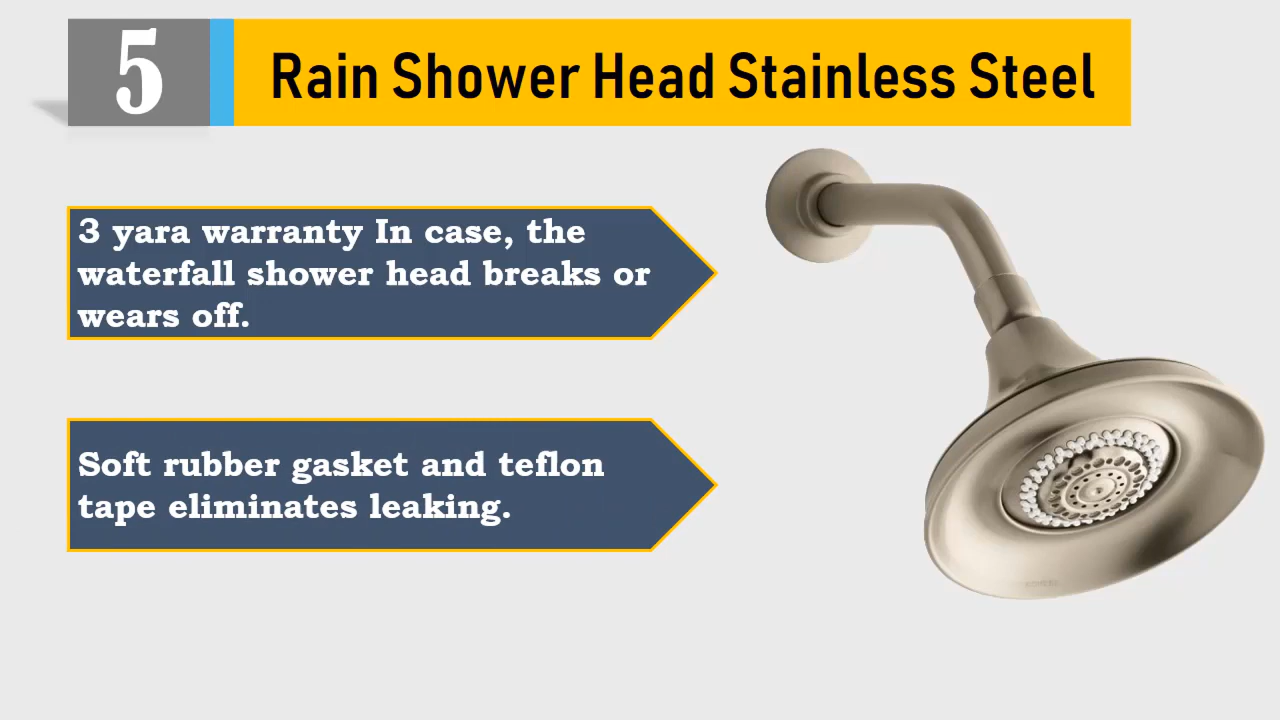 5
Rain Shower Head Stainless Steel
3 yara warranty In case, the
waterfall shower head breaks or
wears off.
Soft rubber gasket and teflon
tape eliminates leaking.